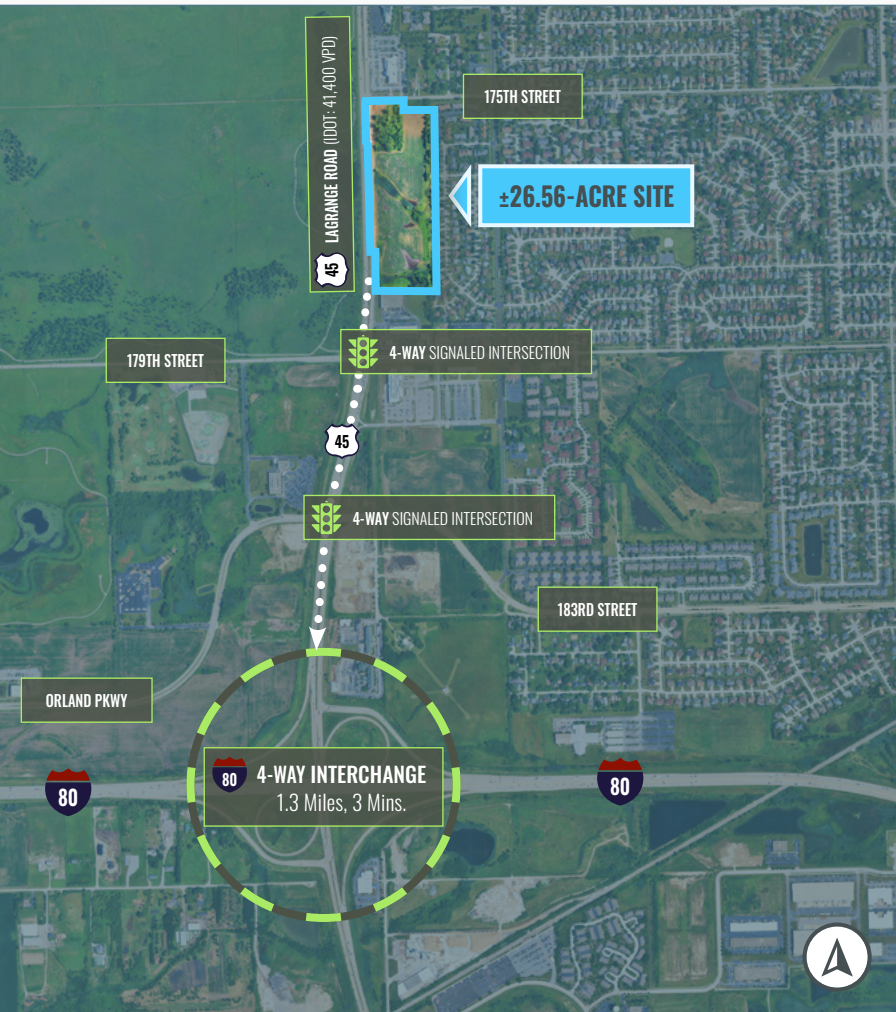 LAGRANGE ROAD (IDOT: 41,400 VPD)
45
175TH STREET
±26.56-ACRE SITE
179TH STREET
4-WAY SIGNALED INTERSECTION
45
4-WAY SIGNALED INTERSECTION
183RD STREET
ORLAND PKWY
80 4-WAY INTERCHANGE
1.3 Miles, 3 Mins.
80
80